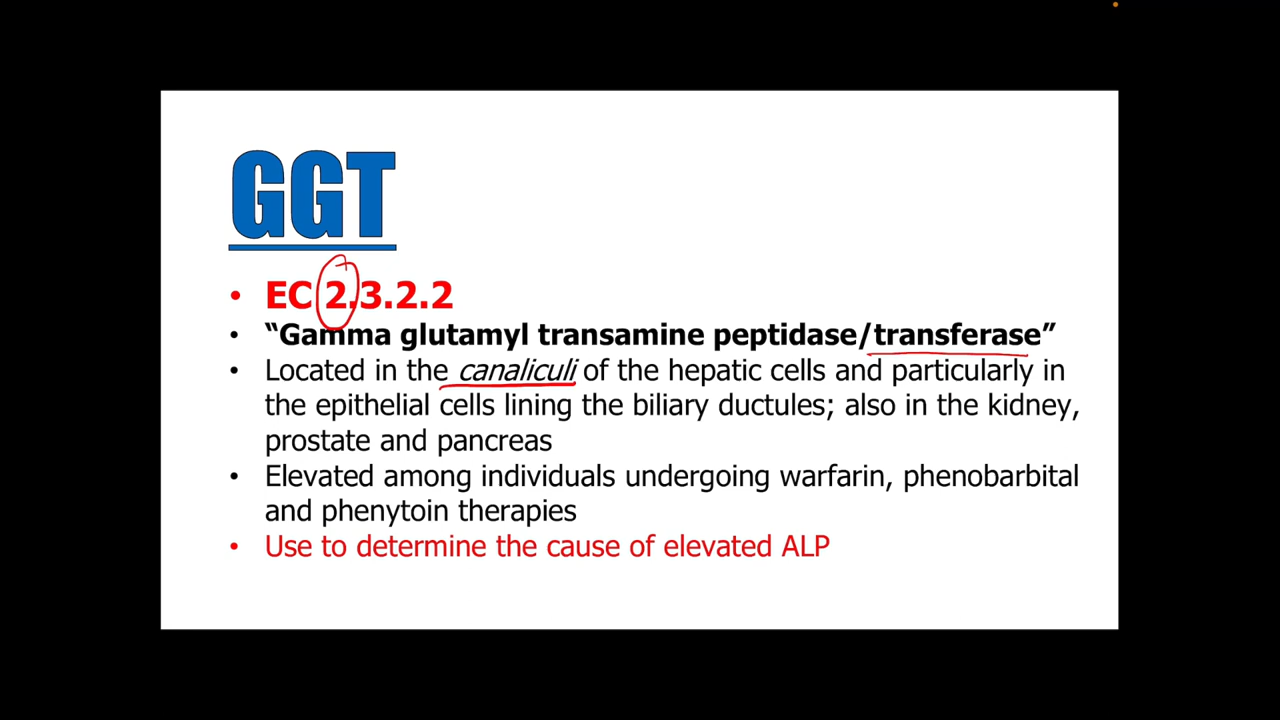 GGT
• EC 2.3.2.2
• “Gamma glutamyl transamine peptidase/transferase”
• Located in the canaliculi of the hepatic cells and particularly in
the epithelial cells lining the biliary ductules; also in the kidney,
prostate and pancreas
• Elevated among individuals undergoing warfarin, phenobarbital
and phenytoin therapies
• Use to determine the cause of elevated ALP